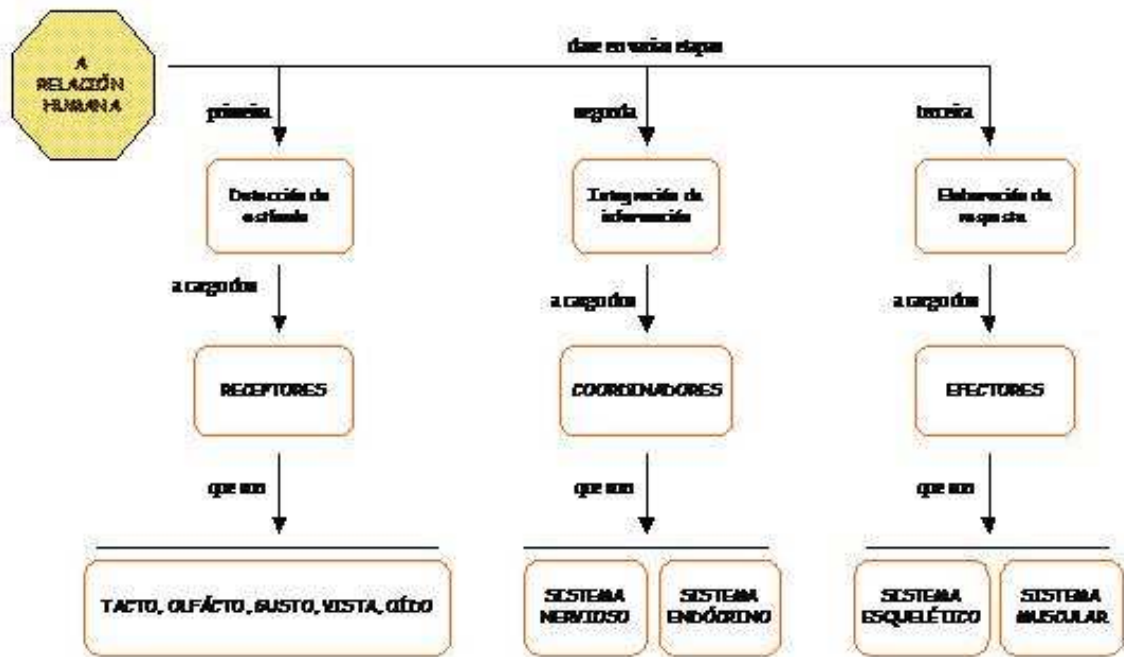 A
RELACIÓN
HUMANA
dase en varias etapas
primeira
segunda
terceira
Detección de
estímulo
Integración da
información
Elaboración da
resposta
a cargo dos
a cargo dos
a cargo dos
RECEPTORES
COORDINADORES
EFECTORES
que son
que son
que son
TACTO, OLFÁCTO, GUSTO, VISTA, OÍDO
SISTEMA
NERVIOSO
SISTEMA
ENDÓCRINO
SISTEMA
ESQUELÉTICO
SISTEMA
MUSCULAR